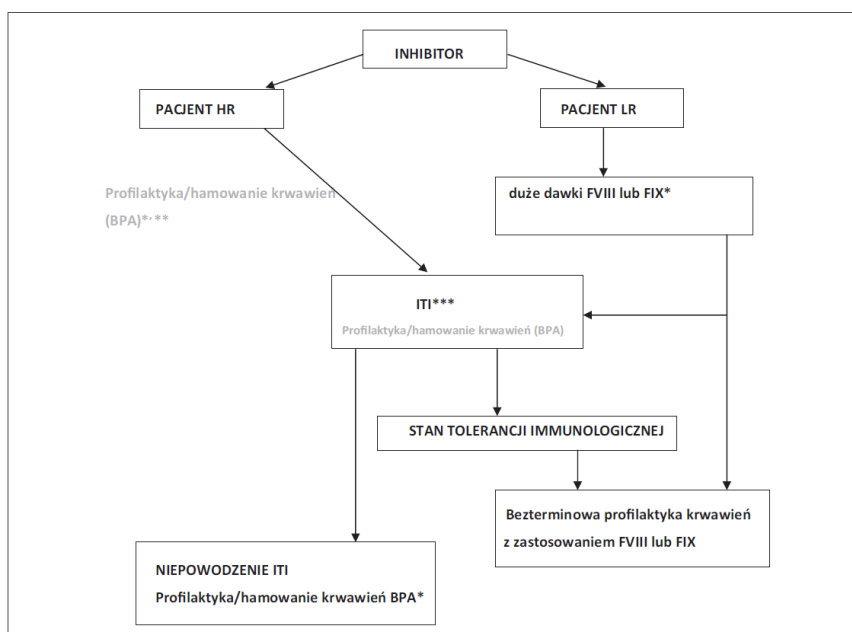 INHIBITOR
PACJENT HR
PACJENT LR
Profilaktyka/hamowanie krwawień
(BPA)*,**
duże dawki FVIII lub FIX*
ITI***
Profilaktyka/hamowanie krwawień (BPA)
STAN TOLERANCJI IMMUNOLOGICZNEJ
Bezterminowa profilaktyka krwawień
z zastosowaniem FVIII lub FIX
NIEPOWODZENIE ITI
Profilaktyka/hamowanie krwawień BPA*